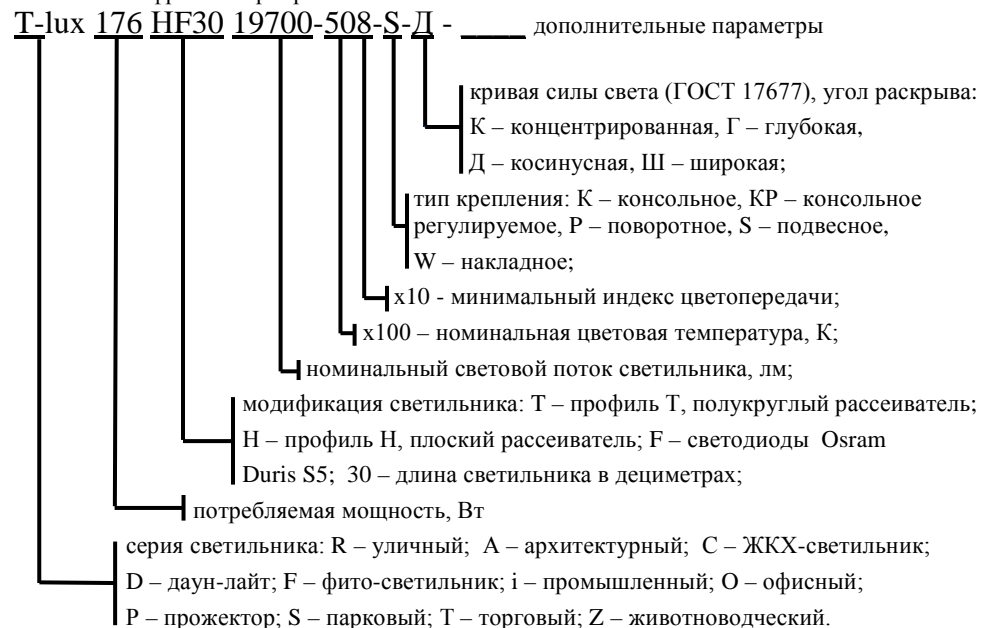 T-lux 176 HF30 19700-508-S-Д - _____ дополнительные параметры
кривая силы света (ГОСТ 17677), угол раскрыва:
К – концентрированная, Г – глубокая,
Д – косинусная, Ш – широкая;
тип крепления: К – консольное, КР – консольное
регулируемое, Р – поворотное, S – подвесное,
W – накладное;
х10 - минимальный индекс цветопередачи;
х100 – номинальная цветовая температура, К;
номинальный световой поток светильника, лм;
модификация светильника: Т – профиль Т, полукруглый рассеиватель;
Н – профиль Н, плоский рассеиватель; F – светодиоды Osram
Duris S5; 30 – длина светильника в дециметрах;
потребляемая мощность, Вт
серия светильника: R – уличный; А – архитектурный; С – ЖКХ-светильник;
D – даун-лайт; F – фито-светильник; i – промышленный; О – офисный;
Р – прожектор; S – парковый; Т – торговый; Z – животноводческий.